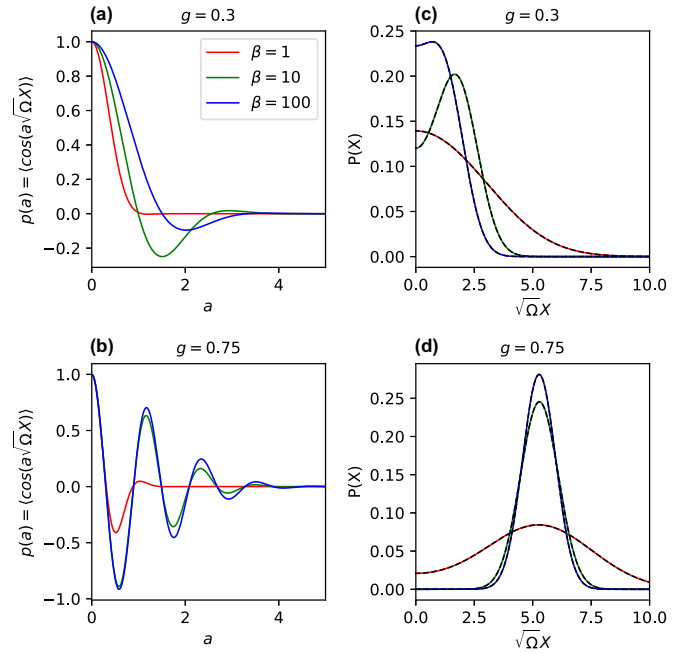 (a) g = 0.3
1.0
0.8
0.6
0.4
0.2
0.0
−0.2
p(a) = ⟨cos(a√ΩX)⟩
β = 1
β = 10
β = 100
0 2 4
a
(c) g = 0.3
0.25
0.20
0.15
0.10
0.05
0.00
P(X)
0.0 2.5 5.0 7.5 10.0
√ΩX
(b) g = 0.75
1.0
0.5
0.0
−0.5
−1.0
p(a) = ⟨cos(a√ΩX)⟩
0 2 4
a
(d) g = 0.75
0.25
0.20
0.15
0.10
0.05
0.00
P(X)
0.0 2.5 5.0 7.5 10.0
√ΩX